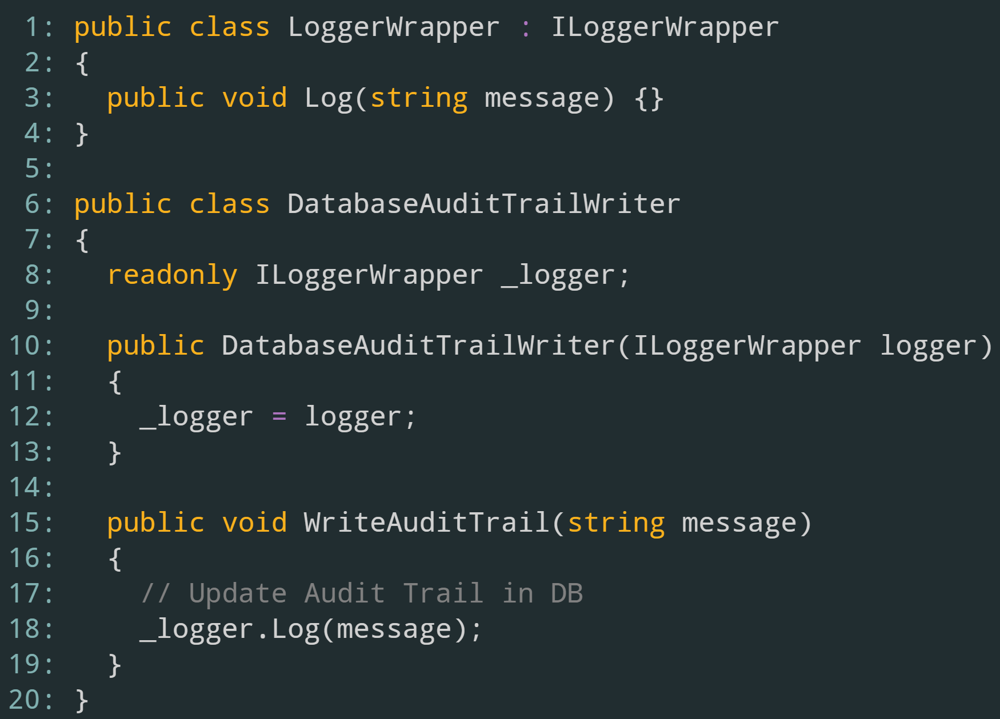 1: public class LoggerWrapper : ILoggerWrapper
2: {
3:   public void Log(string message) {}
4: }
5:
6: public class DatabaseAuditTrailWriter
7: {
8:   readonly ILoggerWrapper _logger;
9:
10:   public DatabaseAuditTrailWriter(ILoggerWrapper logger)
11:   {
12:     _logger = logger;
13:   }
14:
15:   public void WriteAuditTrail(string message)
16:   {
17:     // Update Audit Trail in DB
18:     _logger.Log(message);
19:   }
20: }